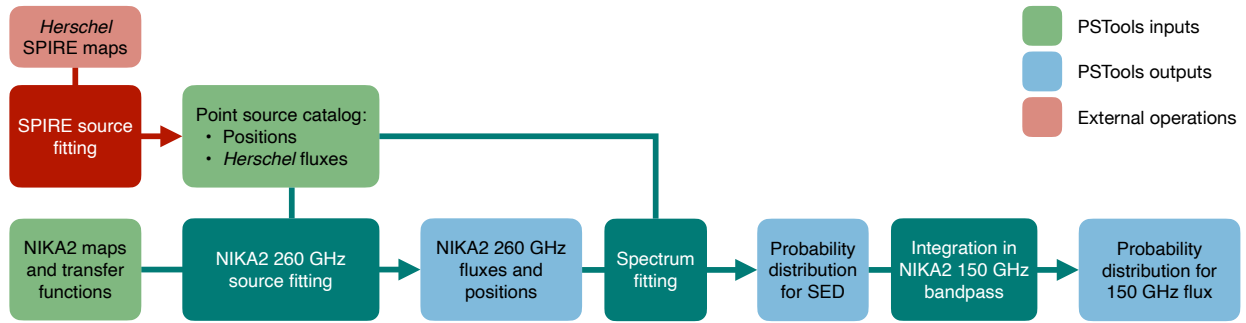 Herschel
SPIRE maps
SPIRE source
fitting
Point source catalog:
• Positions
• Herschel fluxes
PSTools inputs
PSTools outputs
External operations
NIKA2 maps
and transfer
functions
NIKA2 260 GHz
source fitting
NIKA2 260 GHz
fluxes and
positions
Spectrum
fitting
Probability
distribution
for SED
Integration in
NIKA2 150 GHz
bandpass
Probability
distribution for
150 GHz flux